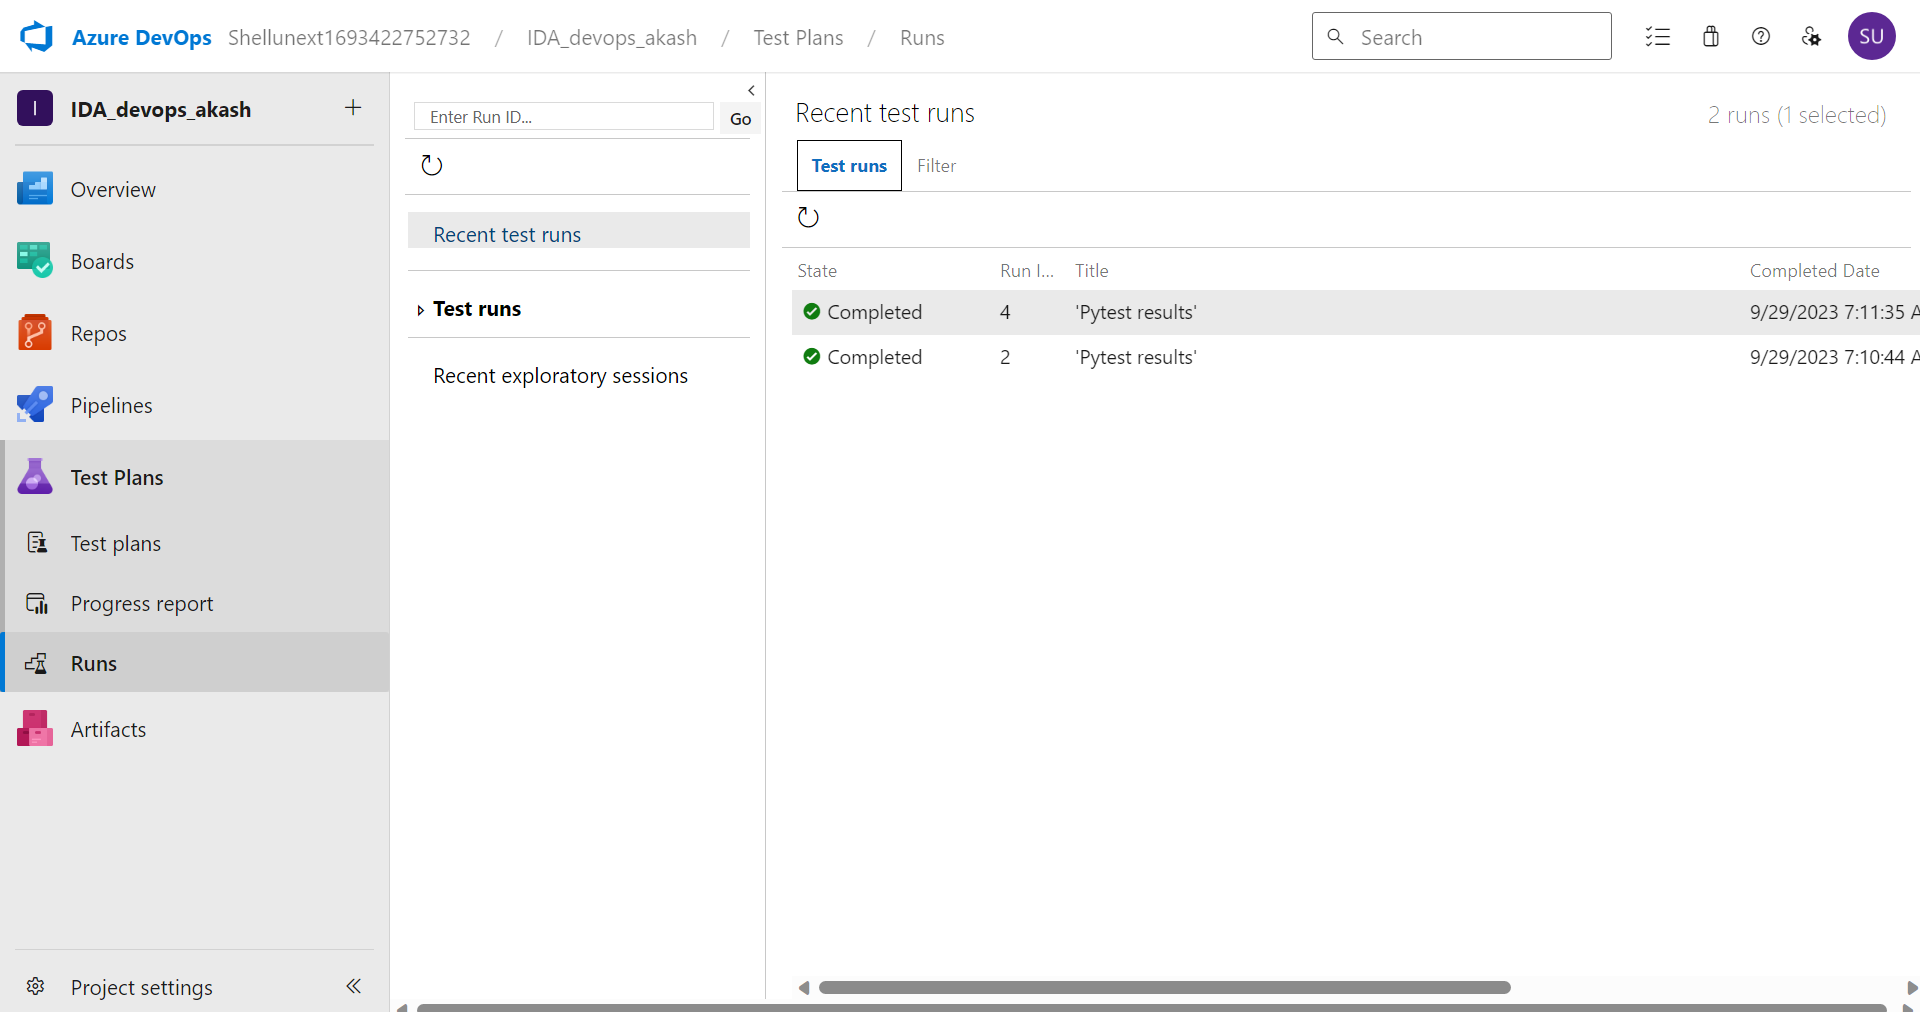 Azure DevOps Shellunext1693422752732 / IDA_devops_akash / Test Plans / Runs
Search
SU
I IDA_devops_akash
Overview
Boards
Repos
Pipelines
Test Plans
Test plans
Progress report
Runs
Artifacts
Project settings
Enter Run ID... Go
Recent test runs
Test runs
Recent exploratory sessions
Recent test runs
2 runs (1 selected)
Test runs Filter
State Run I... Title Completed Date
Completed 4 'Pytest results' 9/29/2023 7:11:35 A
Completed 2 'Pytest results' 9/29/2023 7:10:44 A